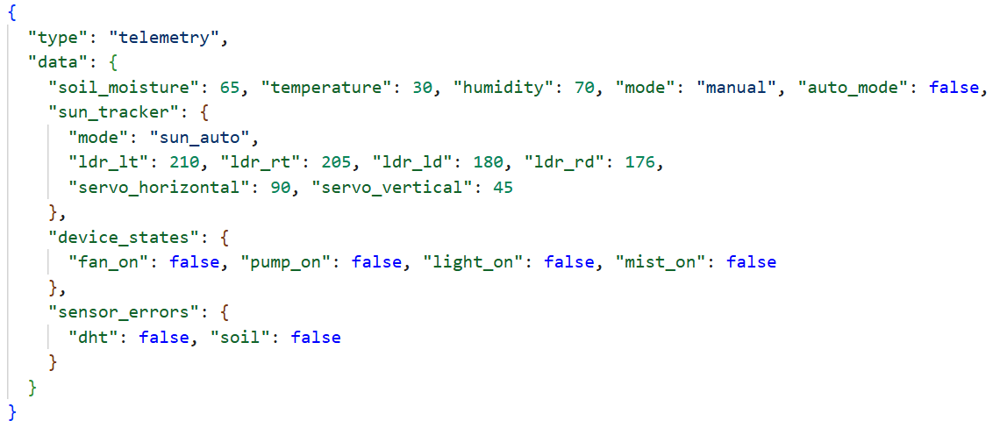 {
"type": "telemetry",
"data": {
"soil_moisture": 65, "temperature": 30, "humidity": 70, "mode": "manual", "auto_mode": false,
"sun_tracker": {
"mode": "sun_auto",
"ldr_lt": 210, "ldr_rt": 205, "ldr_ld": 180, "ldr_rd": 176,
"servo_horizontal": 90, "servo_vertical": 45
},
"device_states": {
"fan_on": false, "pump_on": false, "light_on": false, "mist_on": false
},
"sensor_errors": {
"dht": false, "soil": false
}
}
}